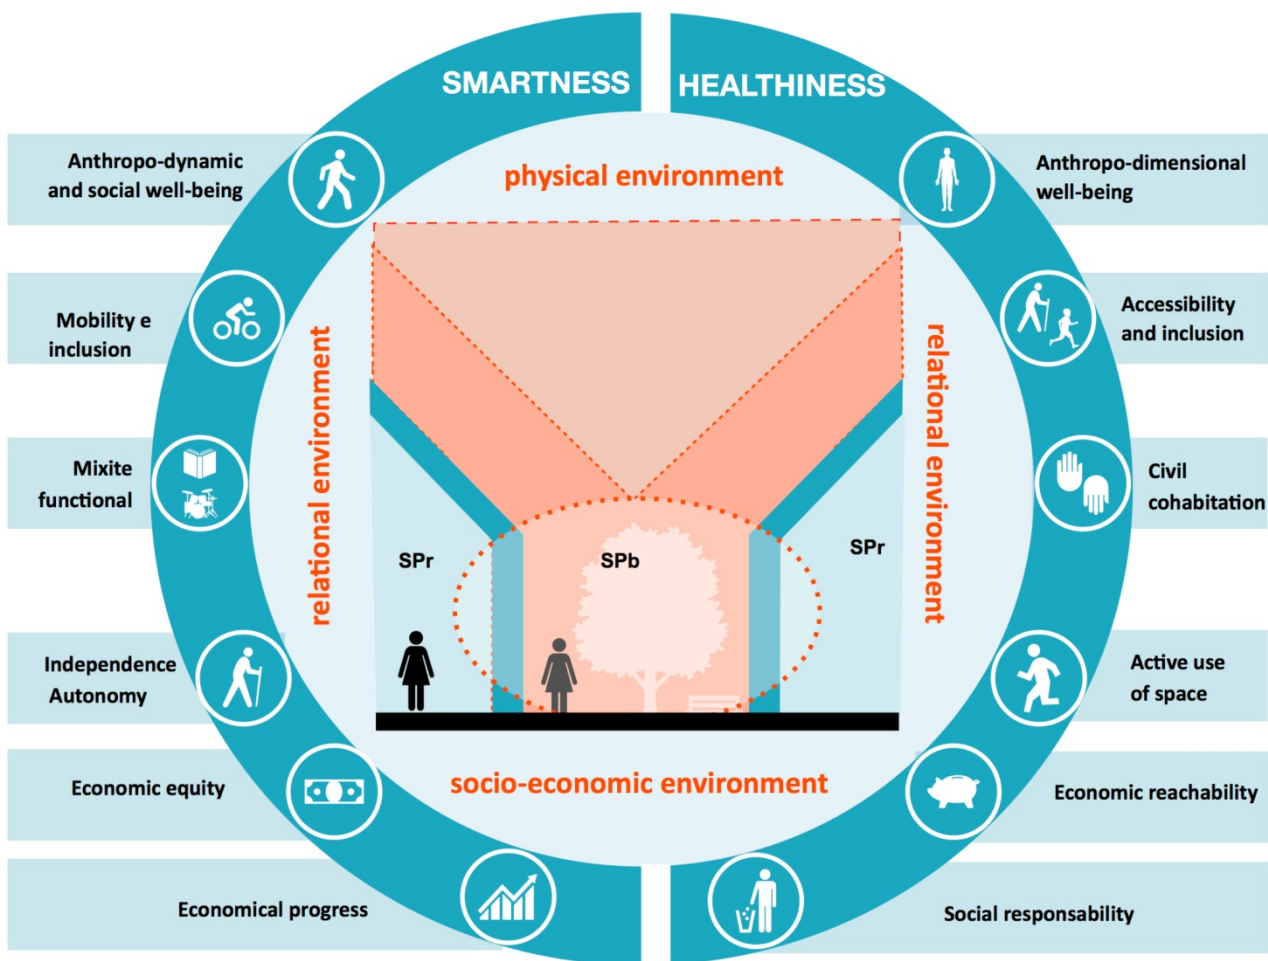 SMARTNESS
HEALTHINESS
physical environment
Anthropo-dynamic
and social well-being
Mobility e
inclusion
Mixite
functional
Independence
Autonomy
Economic equity
Economical progress
relational environment
SPr
SPb
SPr
relational environment
socio-economic environment
Anthropo-dimensional
well-being
Accessibility
and inclusion
Civil
cohabitation
Active use
of space
Economic reachability
Social responsability